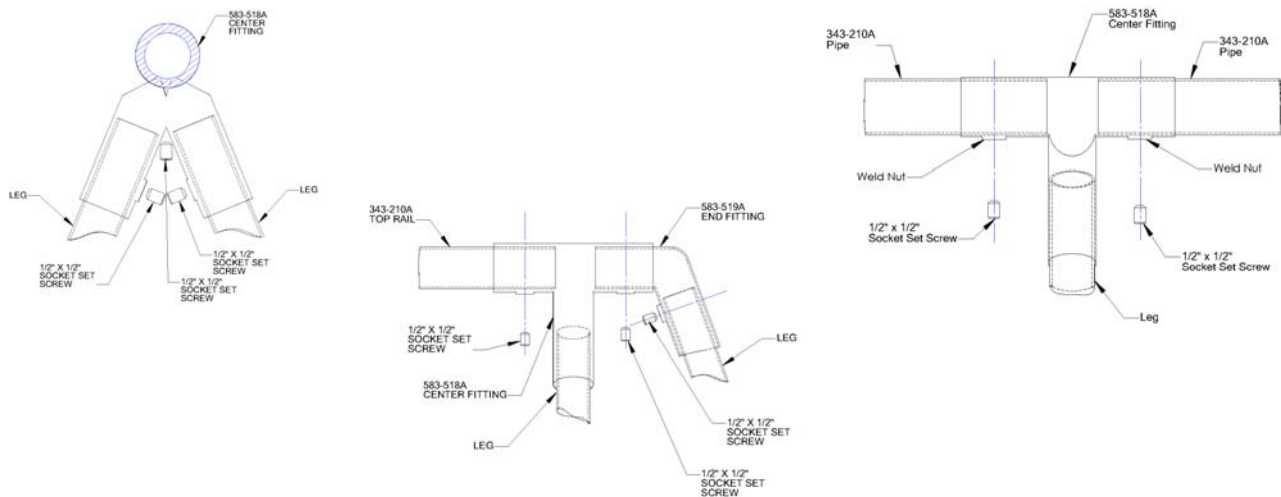 583-518A
CENTER
FITTING
LEG
LEG
1/2" X 1/2"
SOCKET SET
SCREW
1/2" X 1/2"
SOCKET SET
SCREW
1/2" X 1/2"
SOCKET SET
SCREW
343-210A
TOP RAIL
583-519A
END FITTING
1/2" X 1/2"
SOCKET SET
SCREW
LEG
583-518A
CENTER FITTING
LEG
1/2" X 1/2"
SOCKET SET
SCREW
1/2" X 1/2"
SOCKET SET
SCREW
583-518A
Center Fitting
343-210A
Pipe
343-210A
Pipe
Weld Nut
Weld Nut
1/2" x 1/2"
Socket Set Screw
1/2" x 1/2"
Socket Set Screw
Leg